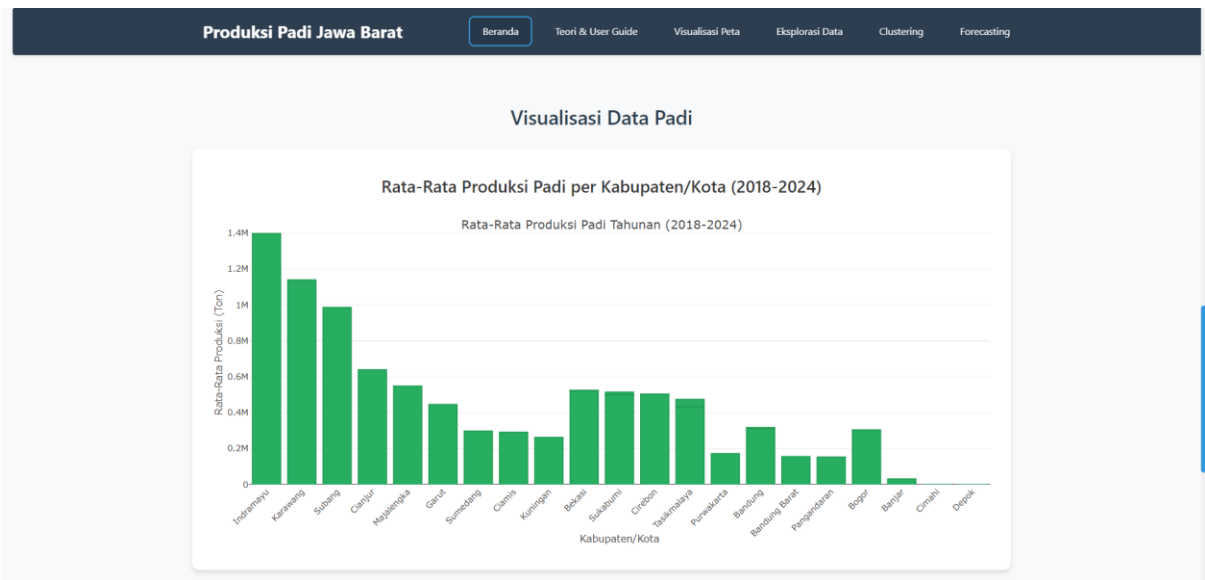 Produksi Padi Jawa Barat Beranda Teori & User Guide Visualisasi Peta Eksplorasi Data Clustering Forecasting
Visualisasi Data Padi
Rata-Rata Produksi Padi per Kabupaten/Kota (2018-2024)
Rata-Rata Produksi Padi Tahunan (2018-2024)
Rata-Rata Produksi (Ton)
1.4M
1.2M
1M
0.8M
0.6M
0.4M
0.2M
0
Indramayu
Karawang
Subang
Cianjur
Majalengka
Garut
Sumedang
Ciamis
Kuningan
Bekasi
Sukabumi
Cirebon
Tasikmalaya
Purwakarta
Bandung
Bandung Barat
Pangandaran
Bogor
Banjar
Cimahi
Depok
Kabupaten/Kota